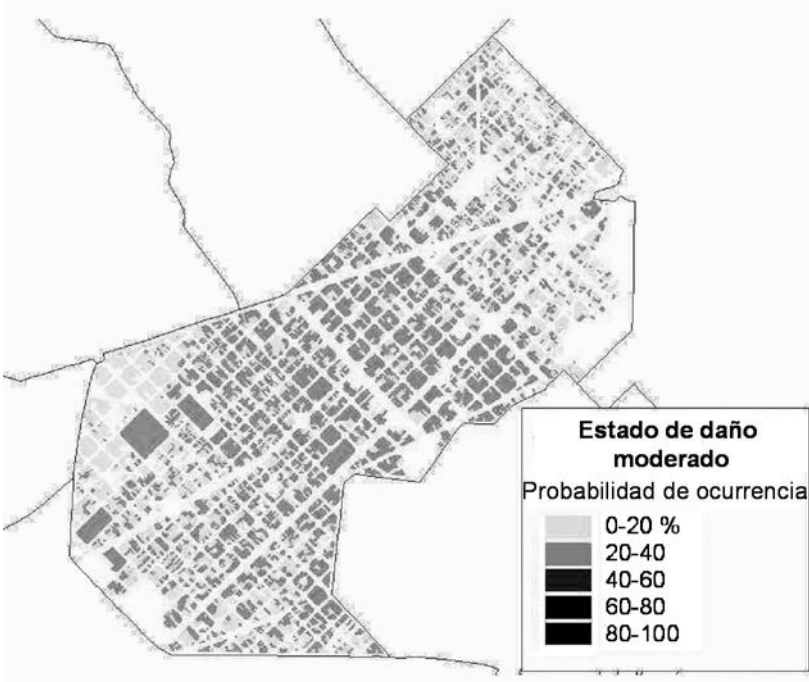 Estado de daño
moderado
Probabilidad de ocurrencia
0-20 %
20-40
40-60
60-80
80-100